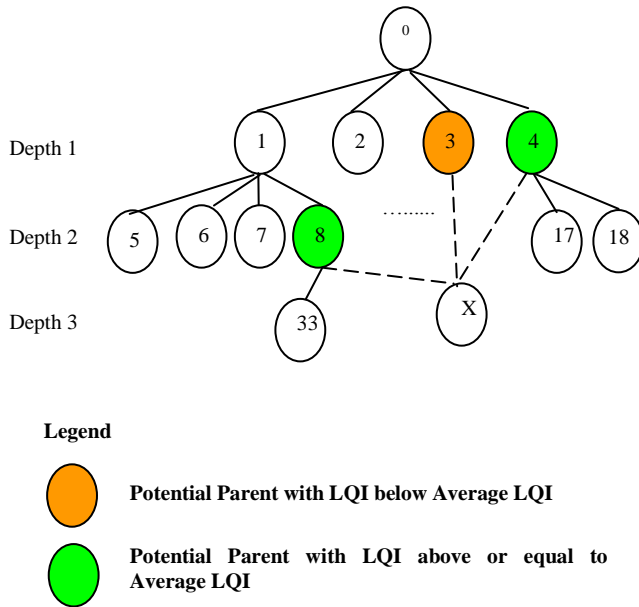 0
Depth 1
1
2
3
4
Depth 2
5
6
7
8
.........
17
18
Depth 3
33
X
Legend
Potential Parent with LQI below Average LQI
Potential Parent with LQI above or equal to
Average LQI